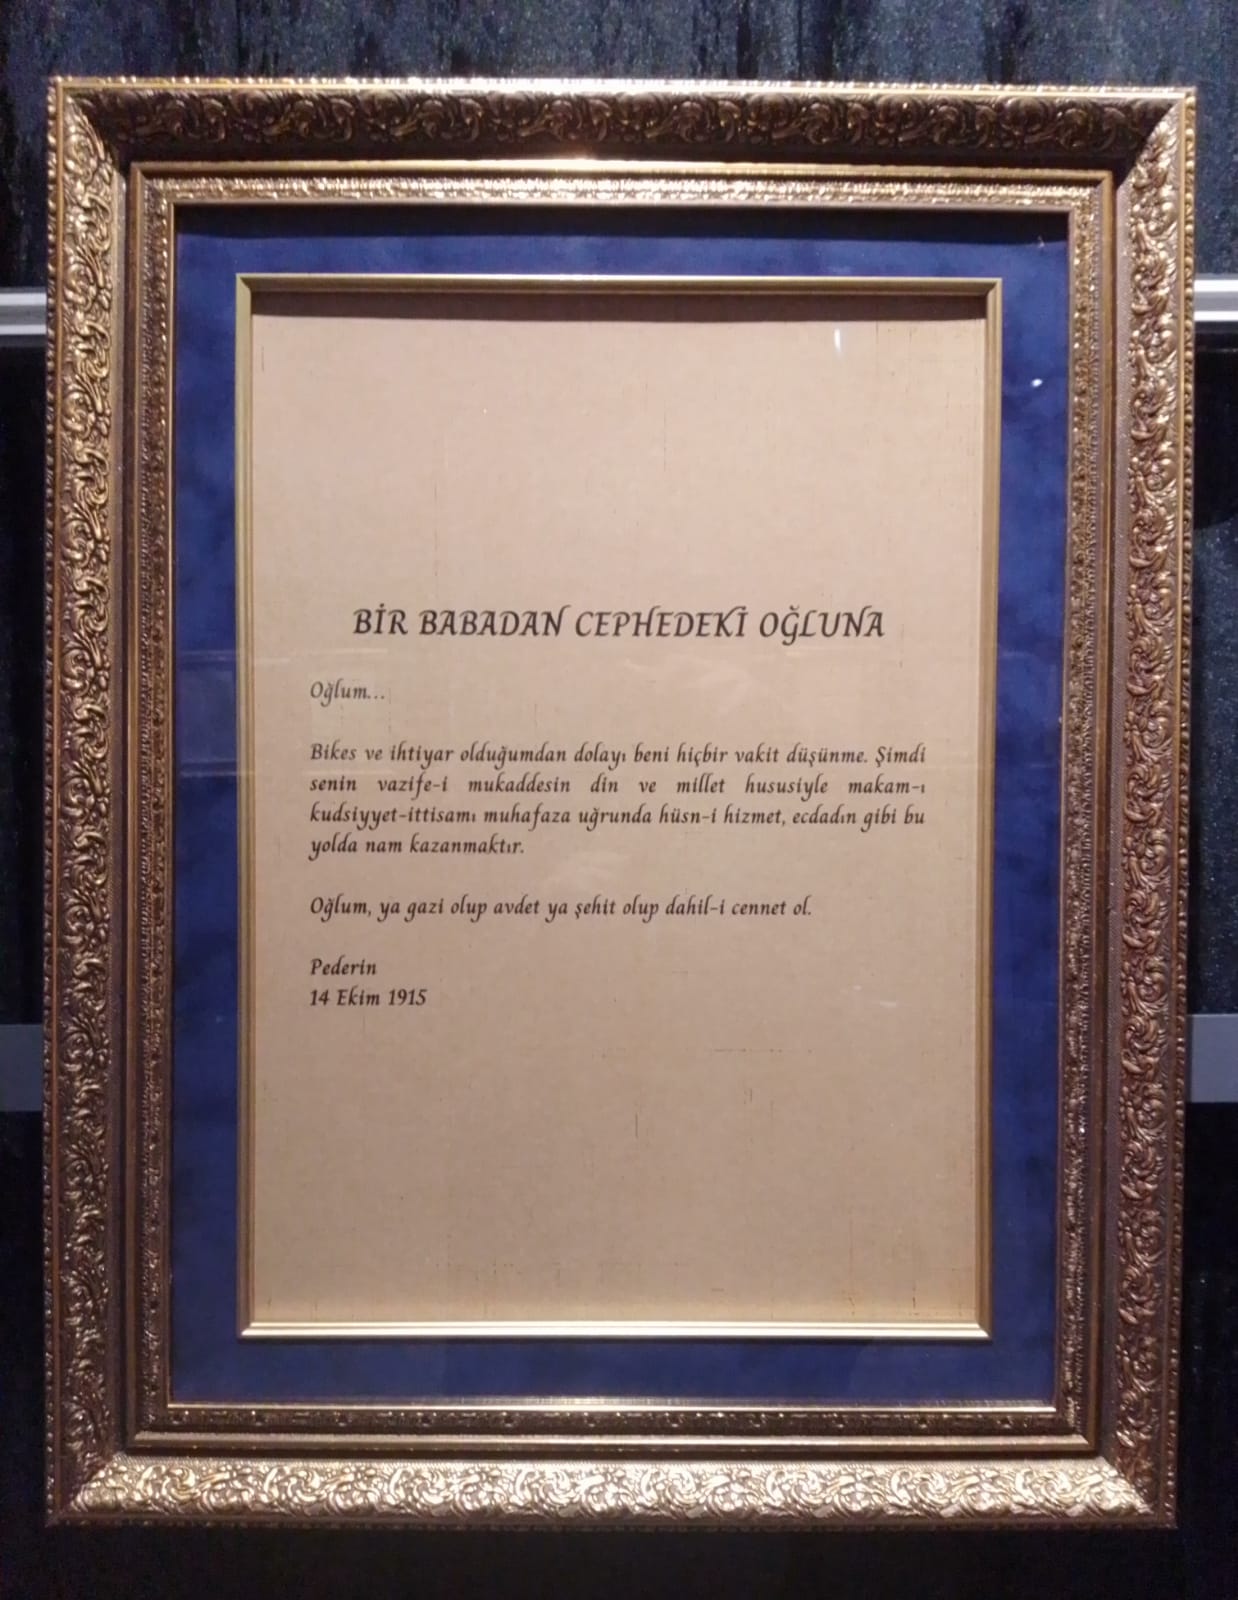 BİR BABADAN CEPHEDEKİ OĞLUNA
Oğlum...
Bikes ve ihtiyar olduğumdan dolayı beni hiçbir vakit düşünme. Şimdi
senin vazife-i mukaddesin din ve millet hususiyle makam-ı
kudsiyyet-ittisamı muhafaza uğrunda hüsn-i hizmet, ecdadın gibi bu
yolda nam kazanmaktır.
Oğlum, ya gazi olup avdet ya şehit olup dahil-i cennet ol.
Pederin
14 Ekim 1915